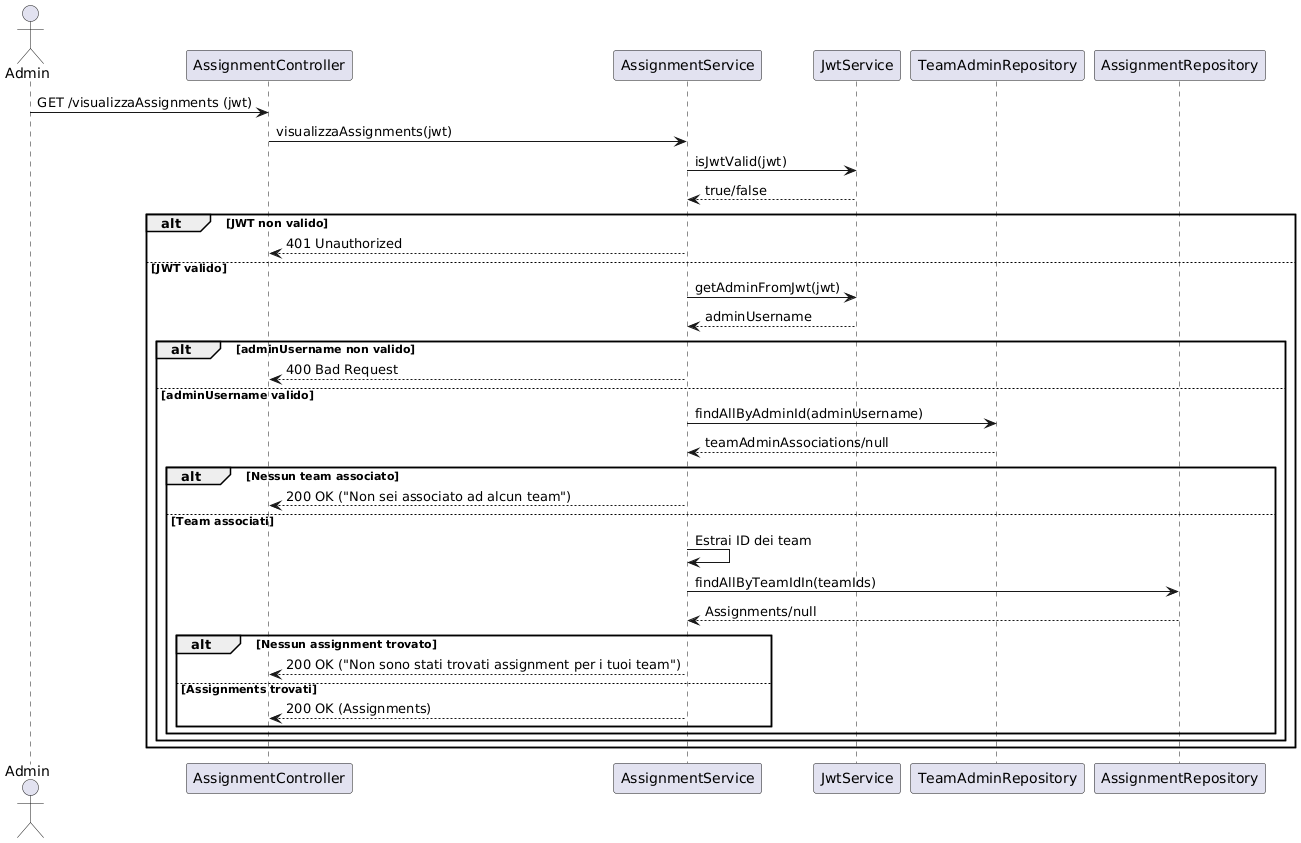 Admin
AssignmentController
AssignmentService
JwtService
TeamAdminRepository
AssignmentRepository
GET /visualizzaAssignments (jwt)
visualizzaAssignments(jwt)
isJwtValid(jwt)
true/false
alt [JWT non valido]
401 Unauthorized
[JWT valido]
getAdminFromJwt(jwt)
adminUsername
alt [adminUsername non valido]
400 Bad Request
[adminUsername valido]
findAllByAdminId(adminUsername)
teamAdminAssociations/null
alt [Nessun team associato]
200 OK ("Non sei associato ad alcun team")
[Team associati]
Estrai ID dei team
findAllByTeamIdIn(teamIds)
Assignments/null
alt [Nessun assignment trovato]
200 OK ("Non sono stati trovati assignment per i tuoi team")
[Assignments trovati]
200 OK (Assignments)
Admin
AssignmentController
AssignmentService
JwtService
TeamAdminRepository
AssignmentRepository